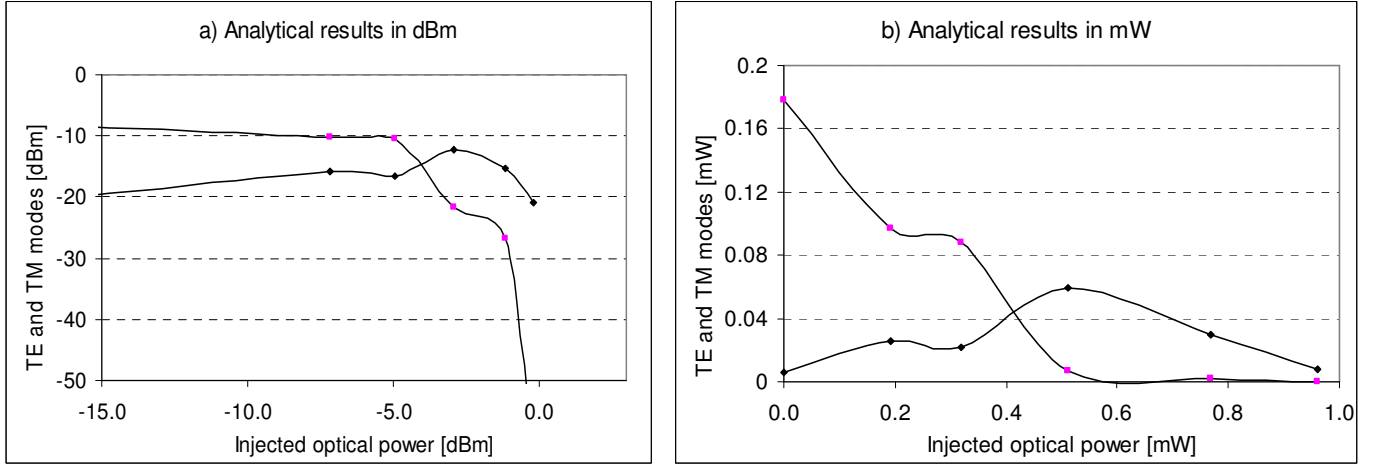 a) Analytical results in dBm
TE and TM modes [dBm]
0
-10
-20
-30
-40
-50
-15.0 -10.0 -5.0 0.0
Injected optical power [dBm]
b) Analytical results in mW
TE and TM modes [mW]
0.2
0.16
0.12
0.08
0.04
0
0.0 0.2 0.4 0.6 0.8 1.0
Injected optical power [mW]